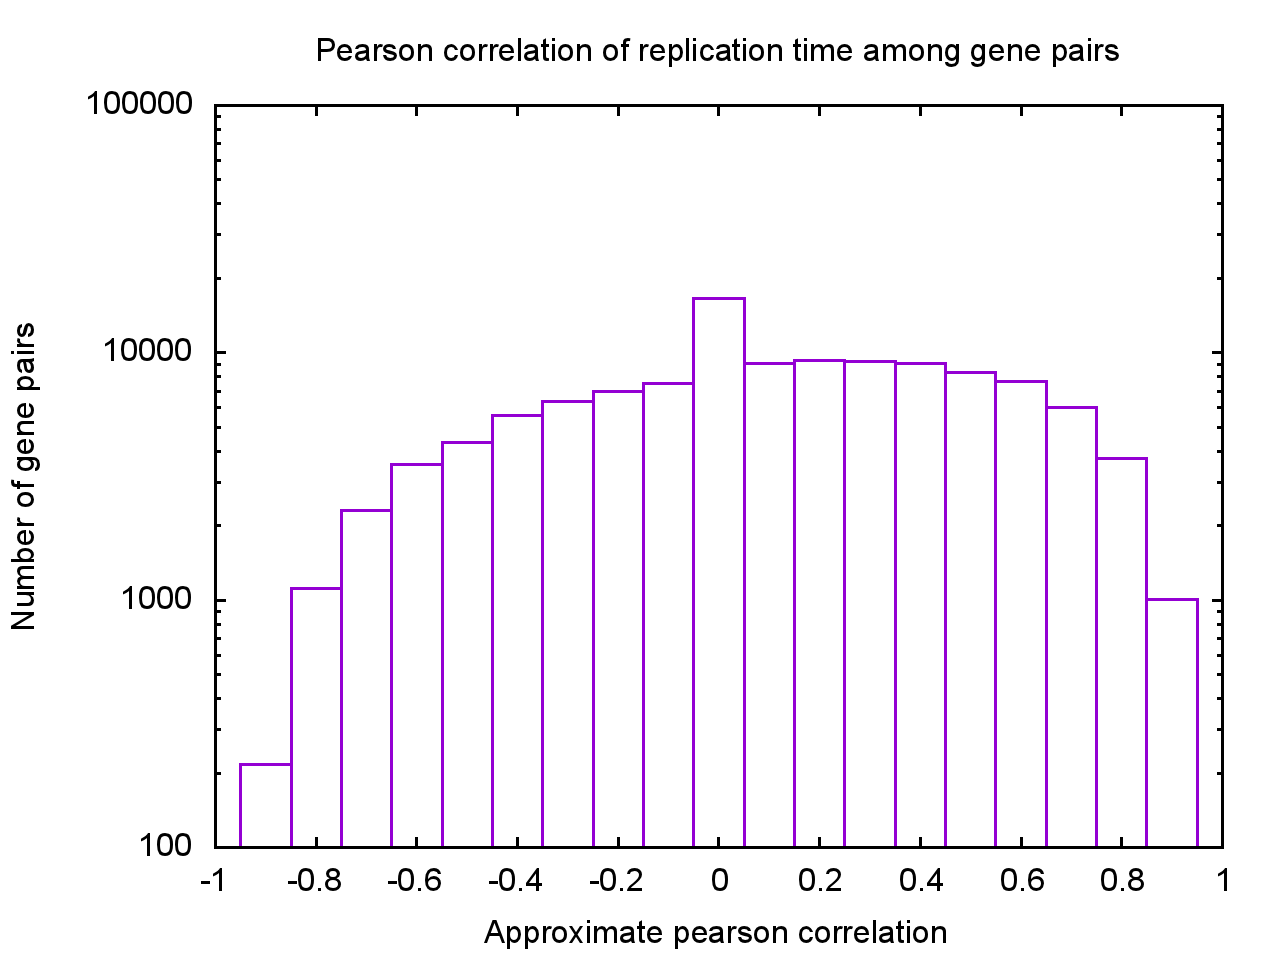 Pearson correlation of replication time among gene pairs
100000
10000
1000
100
Number of gene pairs
-1 -0.8 -0.6 -0.4 -0.2 0 0.2 0.4 0.6 0.8 1
Approximate pearson correlation